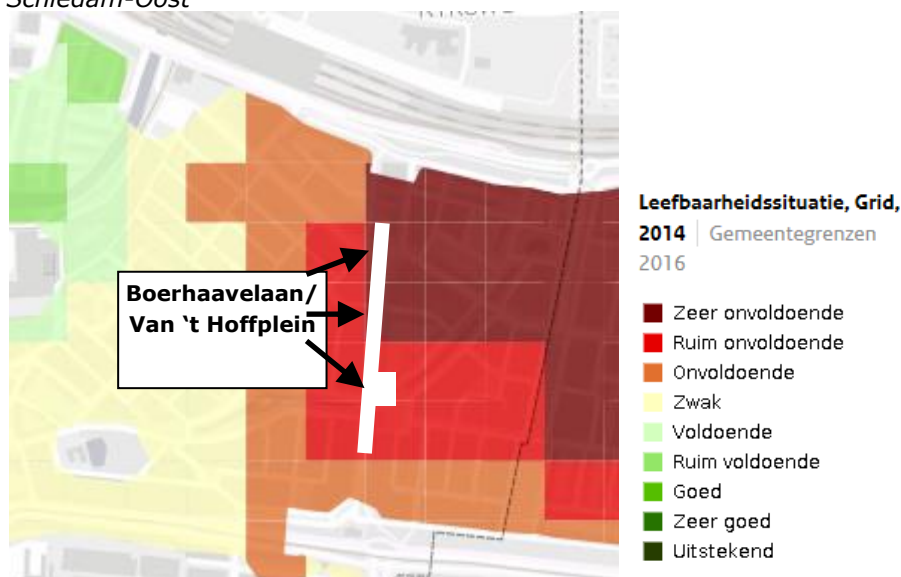 Schiedam-Oost
Boerhaavelaan/
Van ‘t Hoffplein
Leefbaarheidssituatie, Grid,
2014 | Gemeentegrenzen
2016
Zeer onvoldoende
Ruim onvoldoende
Onvoldoende
Zwak
Voldoende
Ruim voldoende
Goed
Zeer goed
Uitstekend